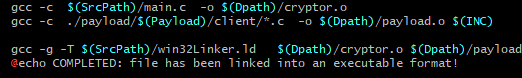 gcc -c $(SrcPath)/main.c -o $(Dpath)/cryptor.o
gcc -c ./payload/$(Payload)/client/*.c -o $(Dpath)/payload.o $(INC)
gcc -g -T $(SrcPath)/win32Linker.ld $(Dpath)/cryptor.o $(Dpath)/payload
@echo COMPLETED: file has been linked into an executable format!